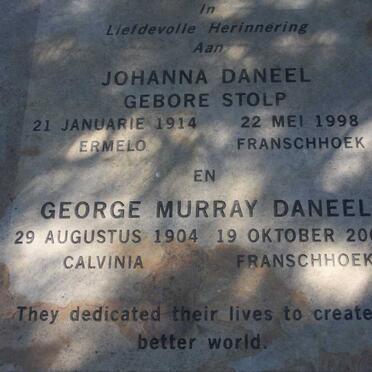 In
Liefdevolle Herinnering
Aan
JOHANNA DANEEL
GEBORE STOLP
21 JANUARIE 1914 22 MEI 1998
ERMELO FRANSCHHOEK
EN
GEORGE MURRAY DANEEL
29 AUGUSTUS 1904 19 OKTOBER 20
CALVINIA FRANSCHHOEK
They dedicated their lives to create
better world.